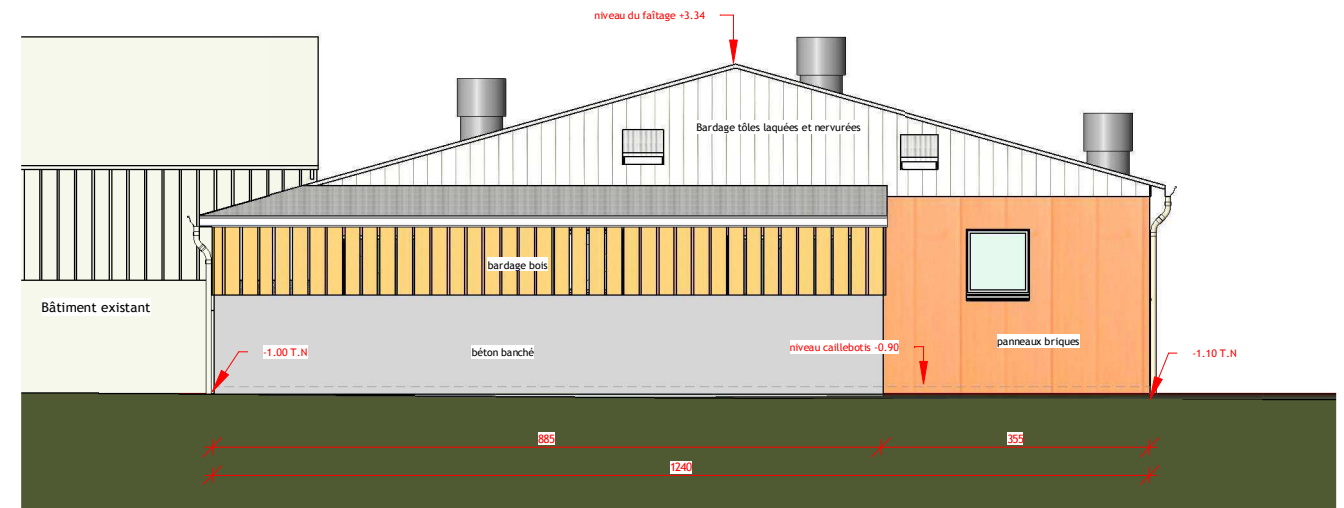 niveau du faîtage +3.34
Bardage tôles laquées et nervurées
bardage bois
Bâtiment existant
panneaux briques
niveau caillebotis -0.90
-1.00 T.N
béton banché
-1.10 T.N
885
355
1240